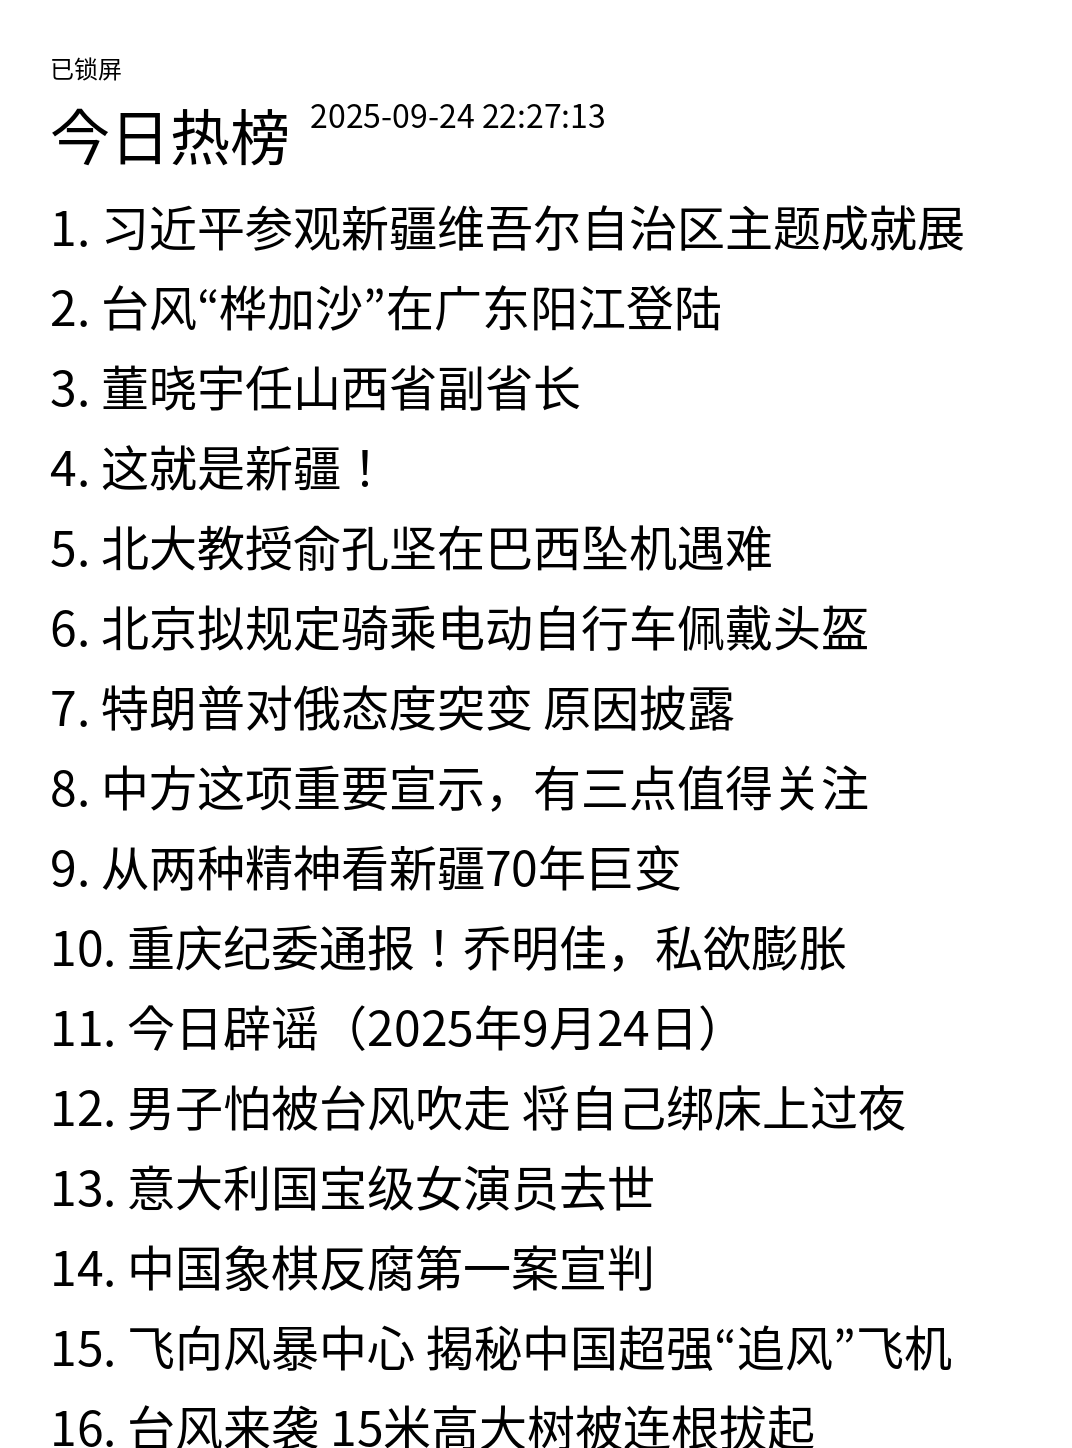 已锁屏
今日热榜 2025-09-24 22:27:13
1. 习近平参观新疆维吾尔自治区主题成就展
2. 台风“桦加沙”在广东阳江登陆
3. 董晓宇任山西省副省长
4. 这就是新疆！
5. 北大教授俞孔坚在巴西坠机遇难
6. 北京拟规定骑乘电动自行车佩戴头盔
7. 特朗普对俄态度突变 原因披露
8. 中方这项重要宣示，有三点值得关注
9. 从两种精神看新疆70年巨变
10. 重庆纪委通报！乔明佳，私欲膨胀
11. 今日辟谣（2025年9月24日）
12. 男子怕被台风吹走 将自己绑床上过夜
13. 意大利国宝级女演员去世
14. 中国象棋反腐第一案宣判
15. 飞向风暴中心 揭秘中国超强“追风”飞机
16. 台风来袭 15米高大树被连根拔起